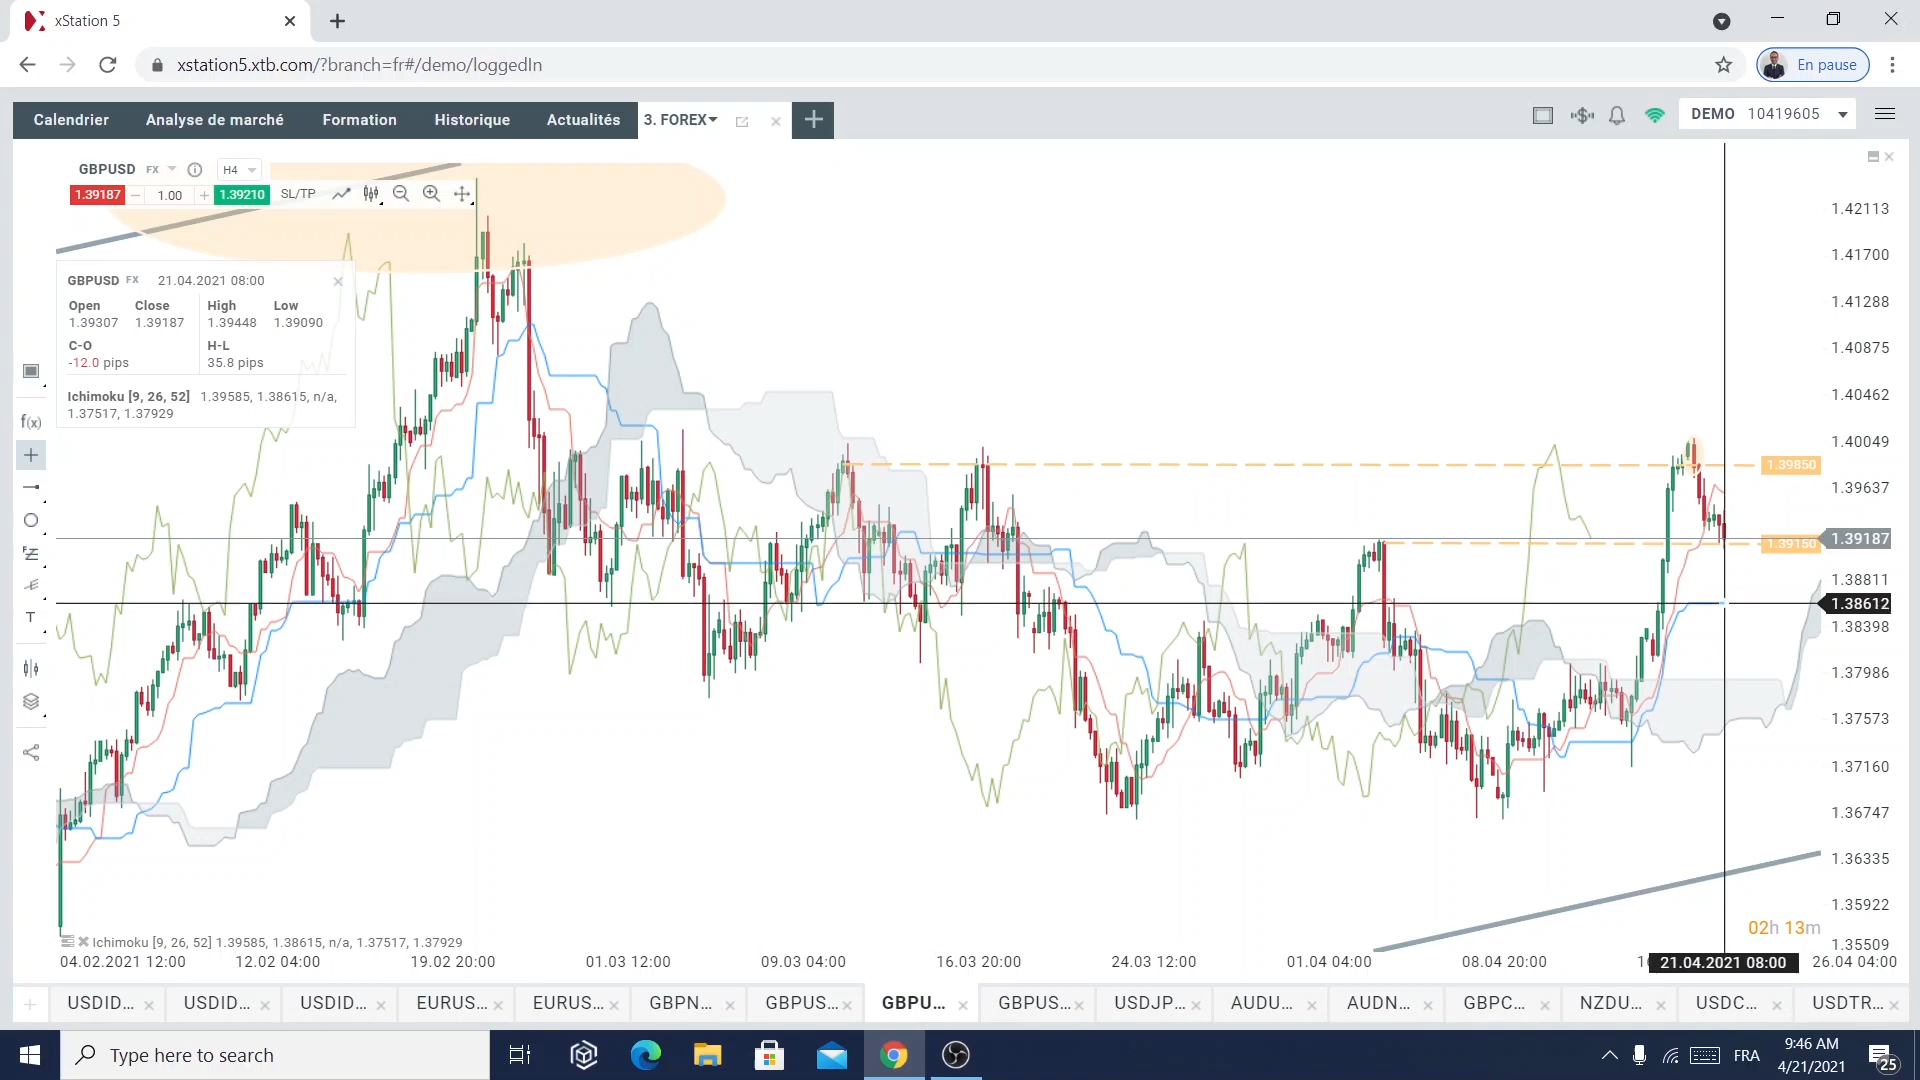 xStation 5
xstation5.xtb.com/?branch=fr#/demo/loggedIn
En pause
Calendrier
Analyse de marché
Formation
Historique
Actualités
3. FOREX
DEMO 10419605
GBPUSD FX H4
1.39187 1.00 1.39210 SL/TP
GBPUSD FX 21.04.2021 08:00
Open Close High Low
1.39307 1.39187 1.39448 1.39090
C-O H-L
-12.0 pips 35.8 pips
Ichimoku [9, 26, 52] 1.39585, 1.38615, n/a,
1.37517, 1.37929
f(x)
T
1.42113
1.41700
1.41288
1.40875
1.40462
1.40049
1.39850
1.39637
1.39187
1.39150
1.38811
1.38612
1.38398
1.37986
1.37573
1.37160
1.36747
1.36335
1.35922
1.35509
02h 13m
Ichimoku [9, 26, 52] 1.39585, 1.38615, n/a, 1.37517, 1.37929
04.02.2021 12:00
12.02 04:00
19.02 20:00
01.03 12:00
09.03 04:00
16.03 20:00
24.03 12:00
01.04 04:00
08.04 20:00
21.04.2021 08:00
26.04 04:00
USDID...
USDID...
USDID...
EURUS...
EURUS...
GBPN...
GBPUS...
GBPU...
GBPUS...
USDJP...
AUDU...
AUDN...
GBPC...
NZDU...
USDC...
USDTR...
Type here to search
FRA
9:46 AM
4/21/2021
25